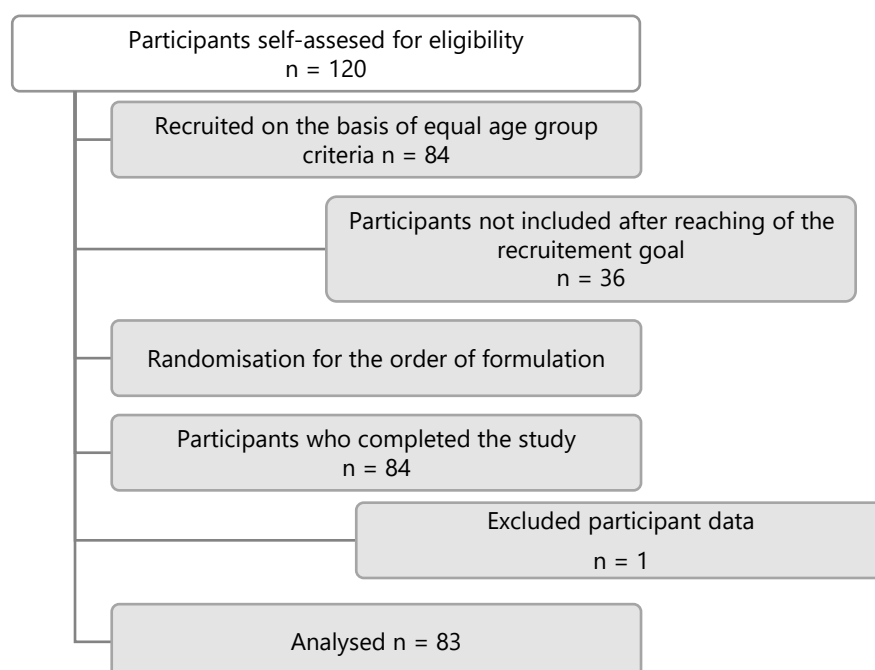 Participants self-assesed for eligibility
n = 120
Recruited on the basis of equal age group
criteria n = 84
Participants not included after reaching of the
recruitement goal
n = 36
Randomisation for the order of formulation
Participants who completed the study
n = 84
Excluded participant data
n = 1
Analysed n = 83